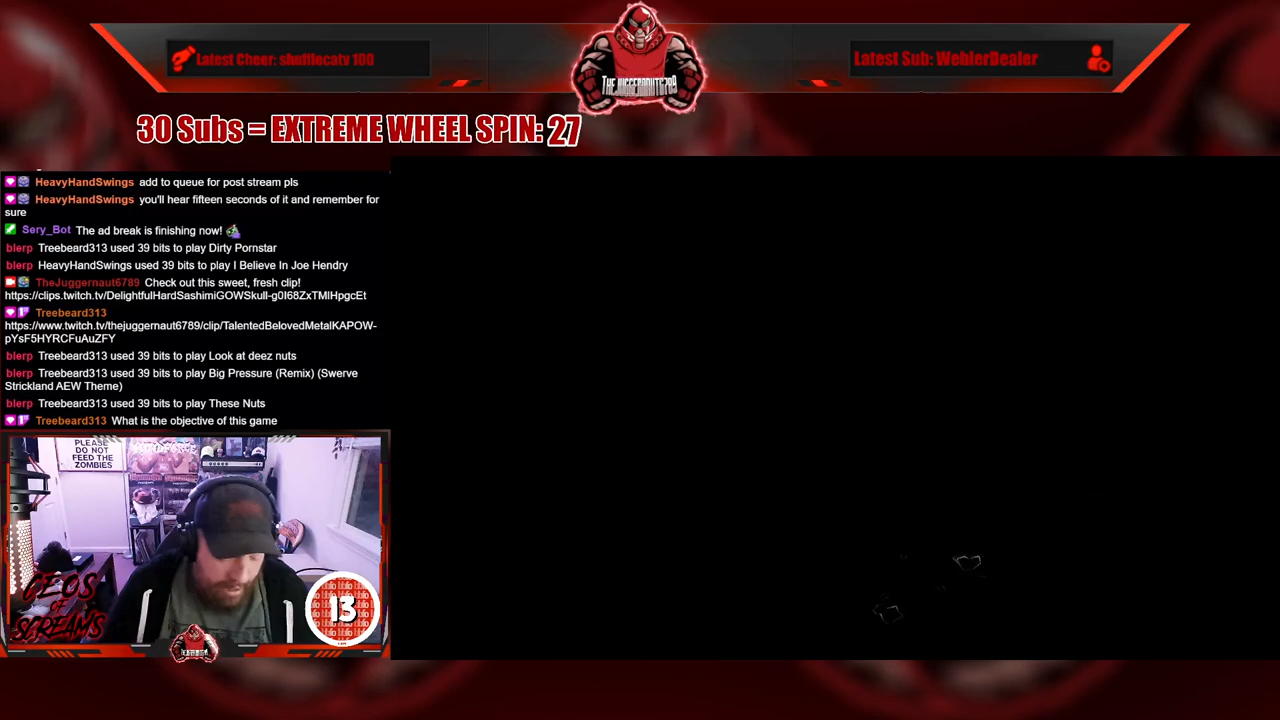 Latest Cheer: shufflecatv 100
Latest Sub: WehlerDealer
THEJUGGERNAUT6789
30 Subs = EXTREME WHEEL SPIN: 27
HeavyHandSwings add to queue for post stream pls
HeavyHandSwings you'll hear fifteen seconds of it and remember for
sure
Sery_Bot The ad break is finishing now!
blerp Treebeard313 used 39 bits to play Dirty Pornstar
blerp HeavyHandSwings used 39 bits to play I Believe In Joe Hendry
TheJuggernaut6789 Check out this sweet, fresh clip!
https://clips.twitch.tv/DelightfulHardSashimiGOWSkull-g0I68ZxTMlHpgcEt
Treebeard313
https://www.twitch.tv/thejuggernaut6789/clip/TalentedBelovedMetalKAPOW-
pYsF5HYRCFuAuZFY
blerp Treebeard313 used 39 bits to play Look at deez nuts
blerp Treebeard313 used 39 bits to play Big Pressure (Remix) (Swerve
Strickland AEW Theme)
blerp Treebeard313 used 39 bits to play These Nuts
Treebeard313 What is the objective of this game
PLEASE
DO NOT
FEED THE
ZOMBIES
CEOS
OF
SCREAMS
13